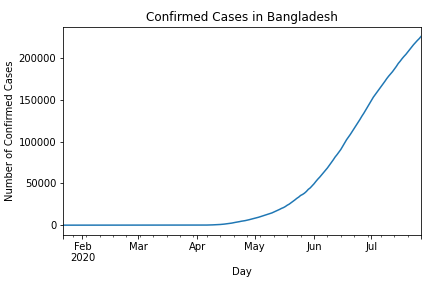 Confirmed Cases in Bangladesh
Number of Confirmed Cases
200000
150000
100000
50000
0
Feb Mar Apr May Jun Jul
2020
Day